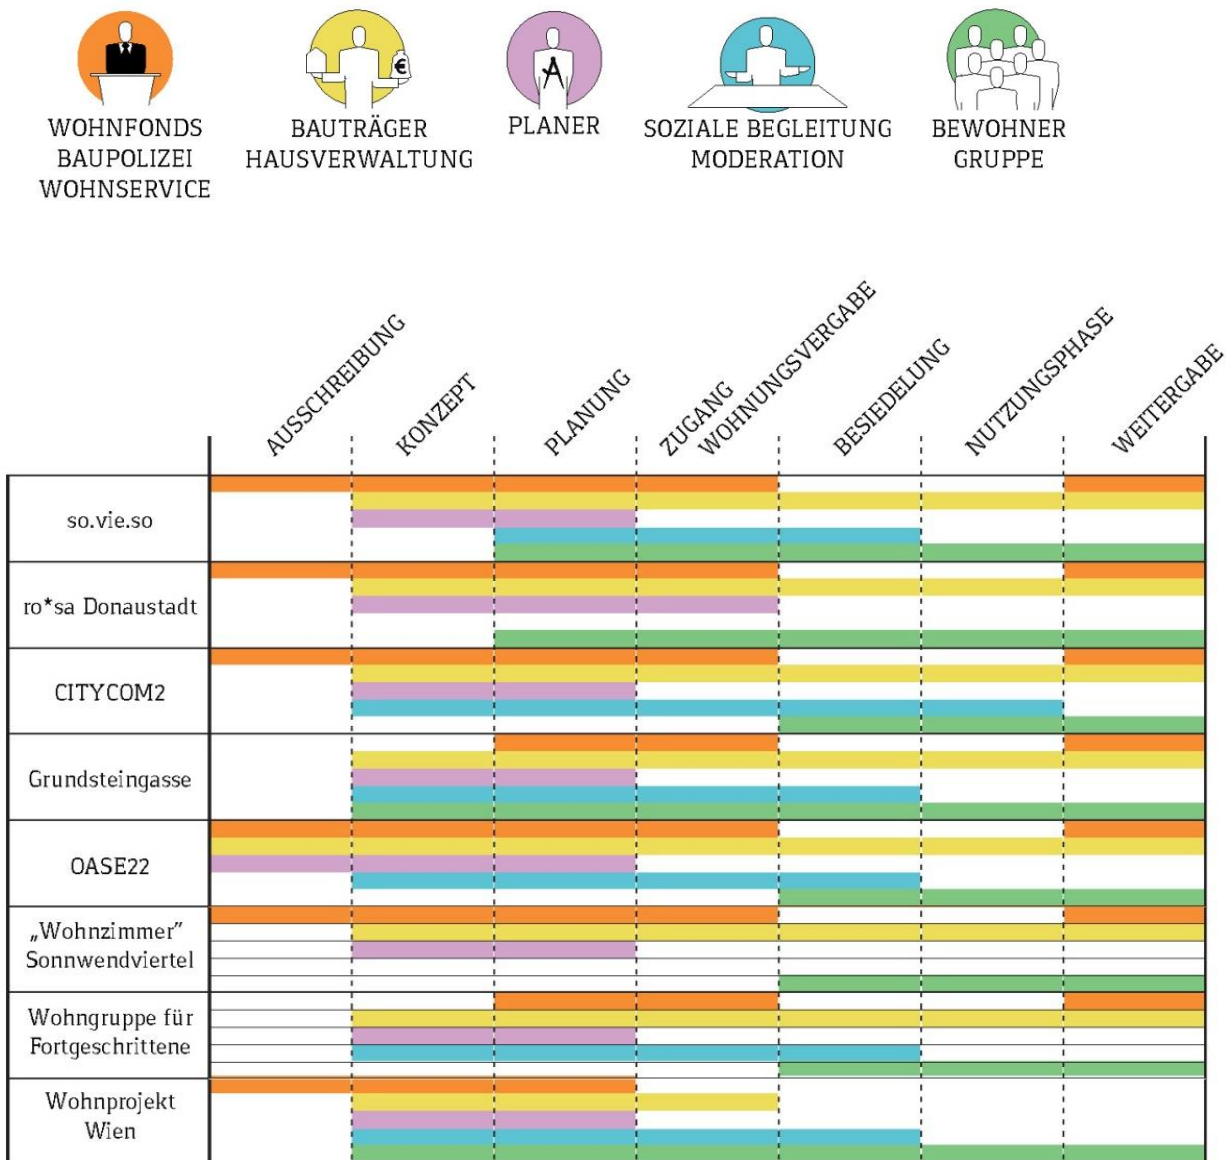 €
WOHNFONDS
BAUPOLIZEI
WOHNSERVICE
BAUTRÄGER
HAUSVERWALTUNG
PLANER
SOZIALE BEGLEITUNG
MODERATION
BEWOHNER
GRUPPE
AUSSCHREIBUNG
KONZEPT
PLANUNG
ZUGANG
WOHNUNGSVERGABE
BESIEDELUNG
NUTZUNGSPHASE
WEITERGABE
so.vie.so
ro*sa Donaustadt
CITYCOM2
Grundsteingasse
OASE22
„Wohnzimmer”
Sonnwendviertel
Wohngruppe für
Fortgeschrittene
Wohnprojekt
Wien